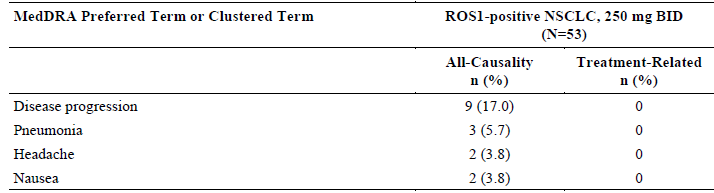 MedDRA Preferred Term or Clustered Term ROS1-positive NSCLC, 250 mg BID
(N=53)
All-Causality Treatment-Related
n (%) n (%)
Disease progression 9 (17.0) 0
Pneumonia 3 (5.7) 0
Headache 2 (3.8) 0
Nausea 2 (3.8) 0